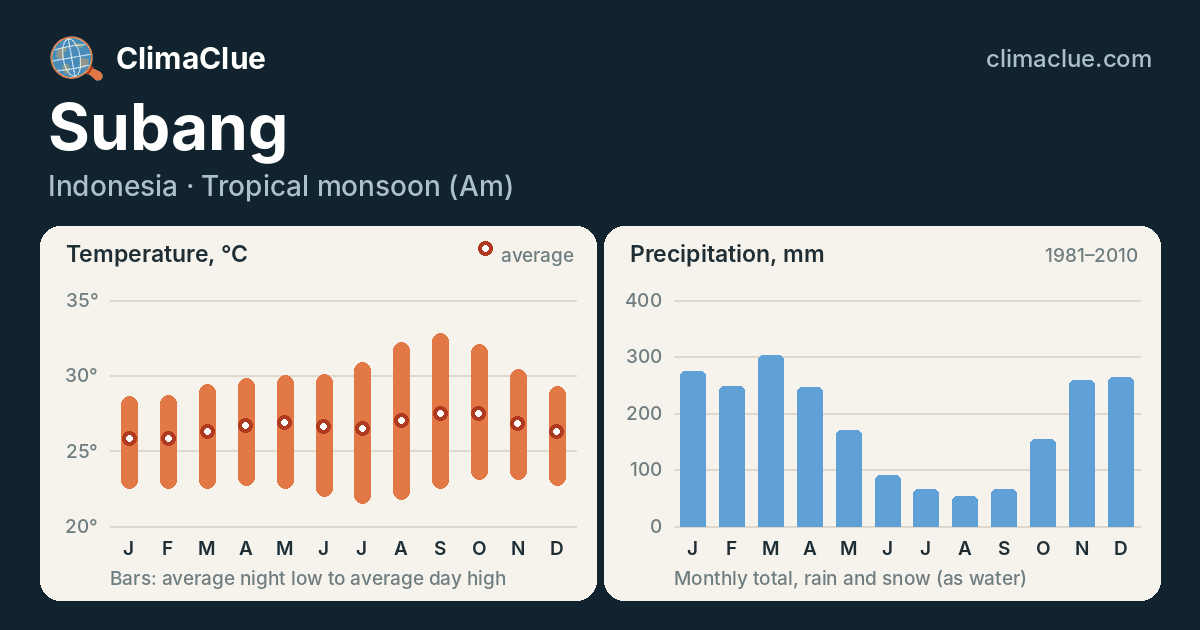 ClimaClue
climaclue.com
Subang
Indonesia · Tropical monsoon (Am)
Temperature, °C
average
35°
30°
25°
20°
J F M A M J J A S O N D
Bars: average night low to average day high
Precipitation, mm
1981–2010
400
300
200
100
0
J F M A M J J A S O N D
Monthly total, rain and snow (as water)